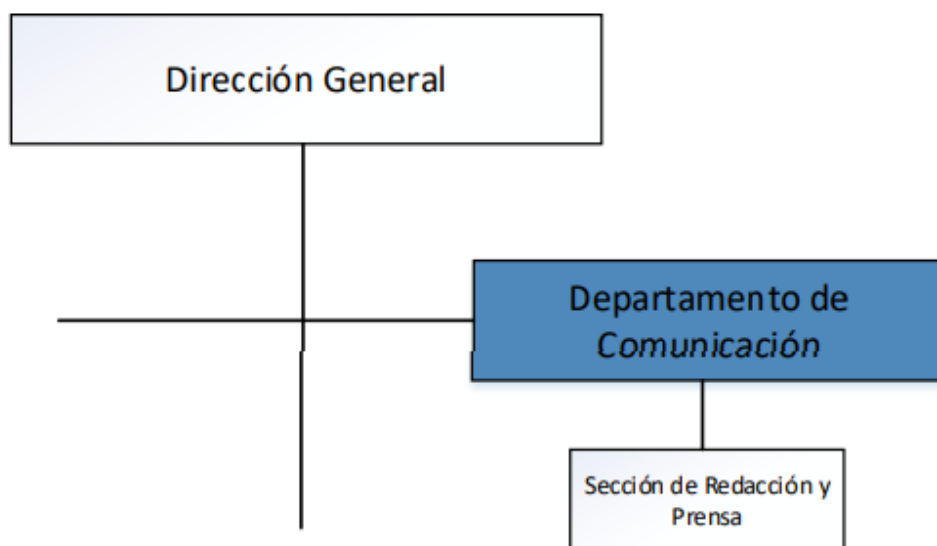 Dirección General
Departamento de
Comunicación
Sección de Redacción y
Prensa